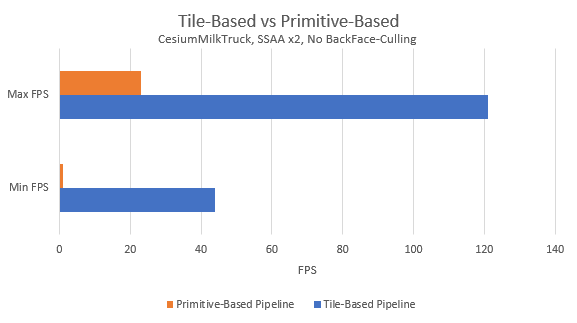 Tile-Based vs Primitive-Based
CesiumMilkTruck, SSAA x2, No BackFace-Culling
Max FPS
Min FPS
0 20 40 60 80 100 120 140
FPS
Primitive-Based Pipeline Tile-Based Pipeline